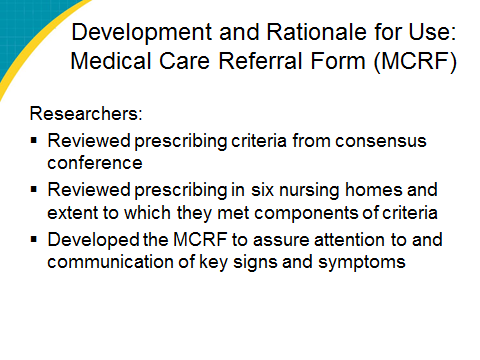 Development and Rationale for Use:
Medical Care Referral Form (MCRF)
Researchers:
▪ Reviewed prescribing criteria from consensus
conference
▪ Reviewed prescribing in six nursing homes and
extent to which they met components of criteria
▪ Developed the MCRF to assure attention to and
communication of key signs and symptoms